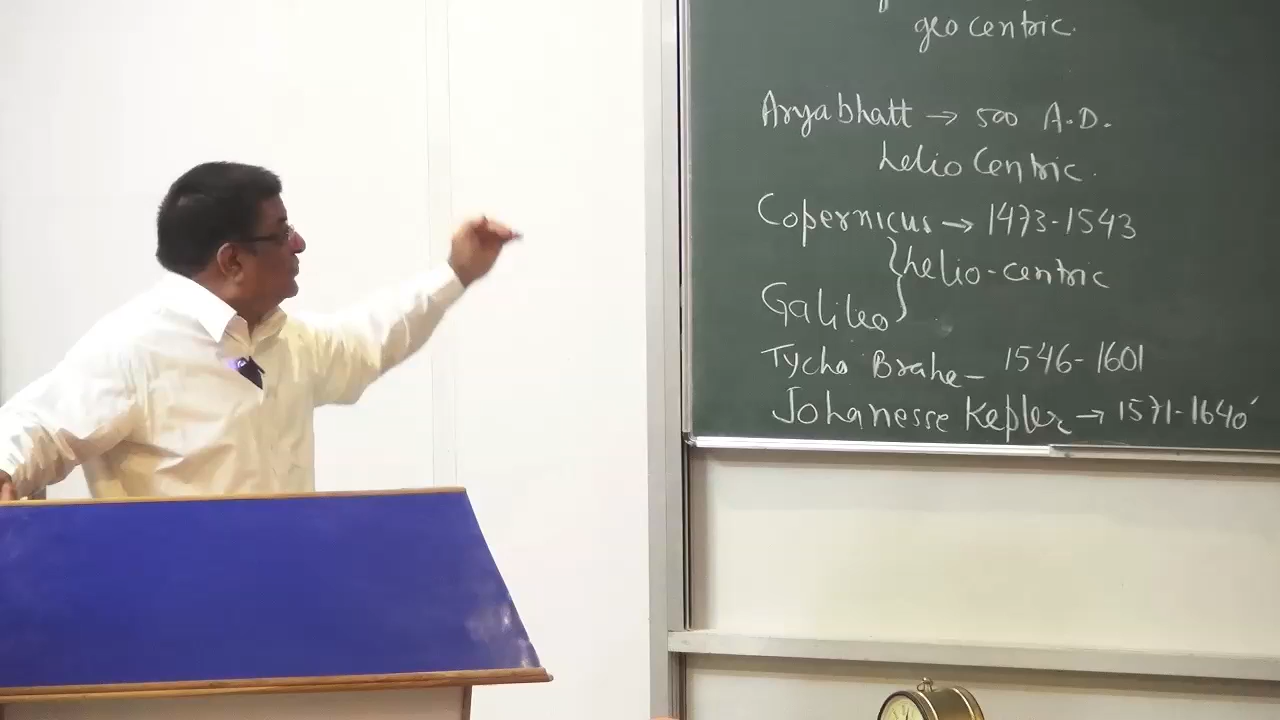 geocentric.
Aryabhatt → 500 A.D.
helio Centric.
Copernicus → 1473-1543
} helio-centric
Galileo
Tycho Brahe - 1546-1601
Johanesse Kepler → 1571-1640